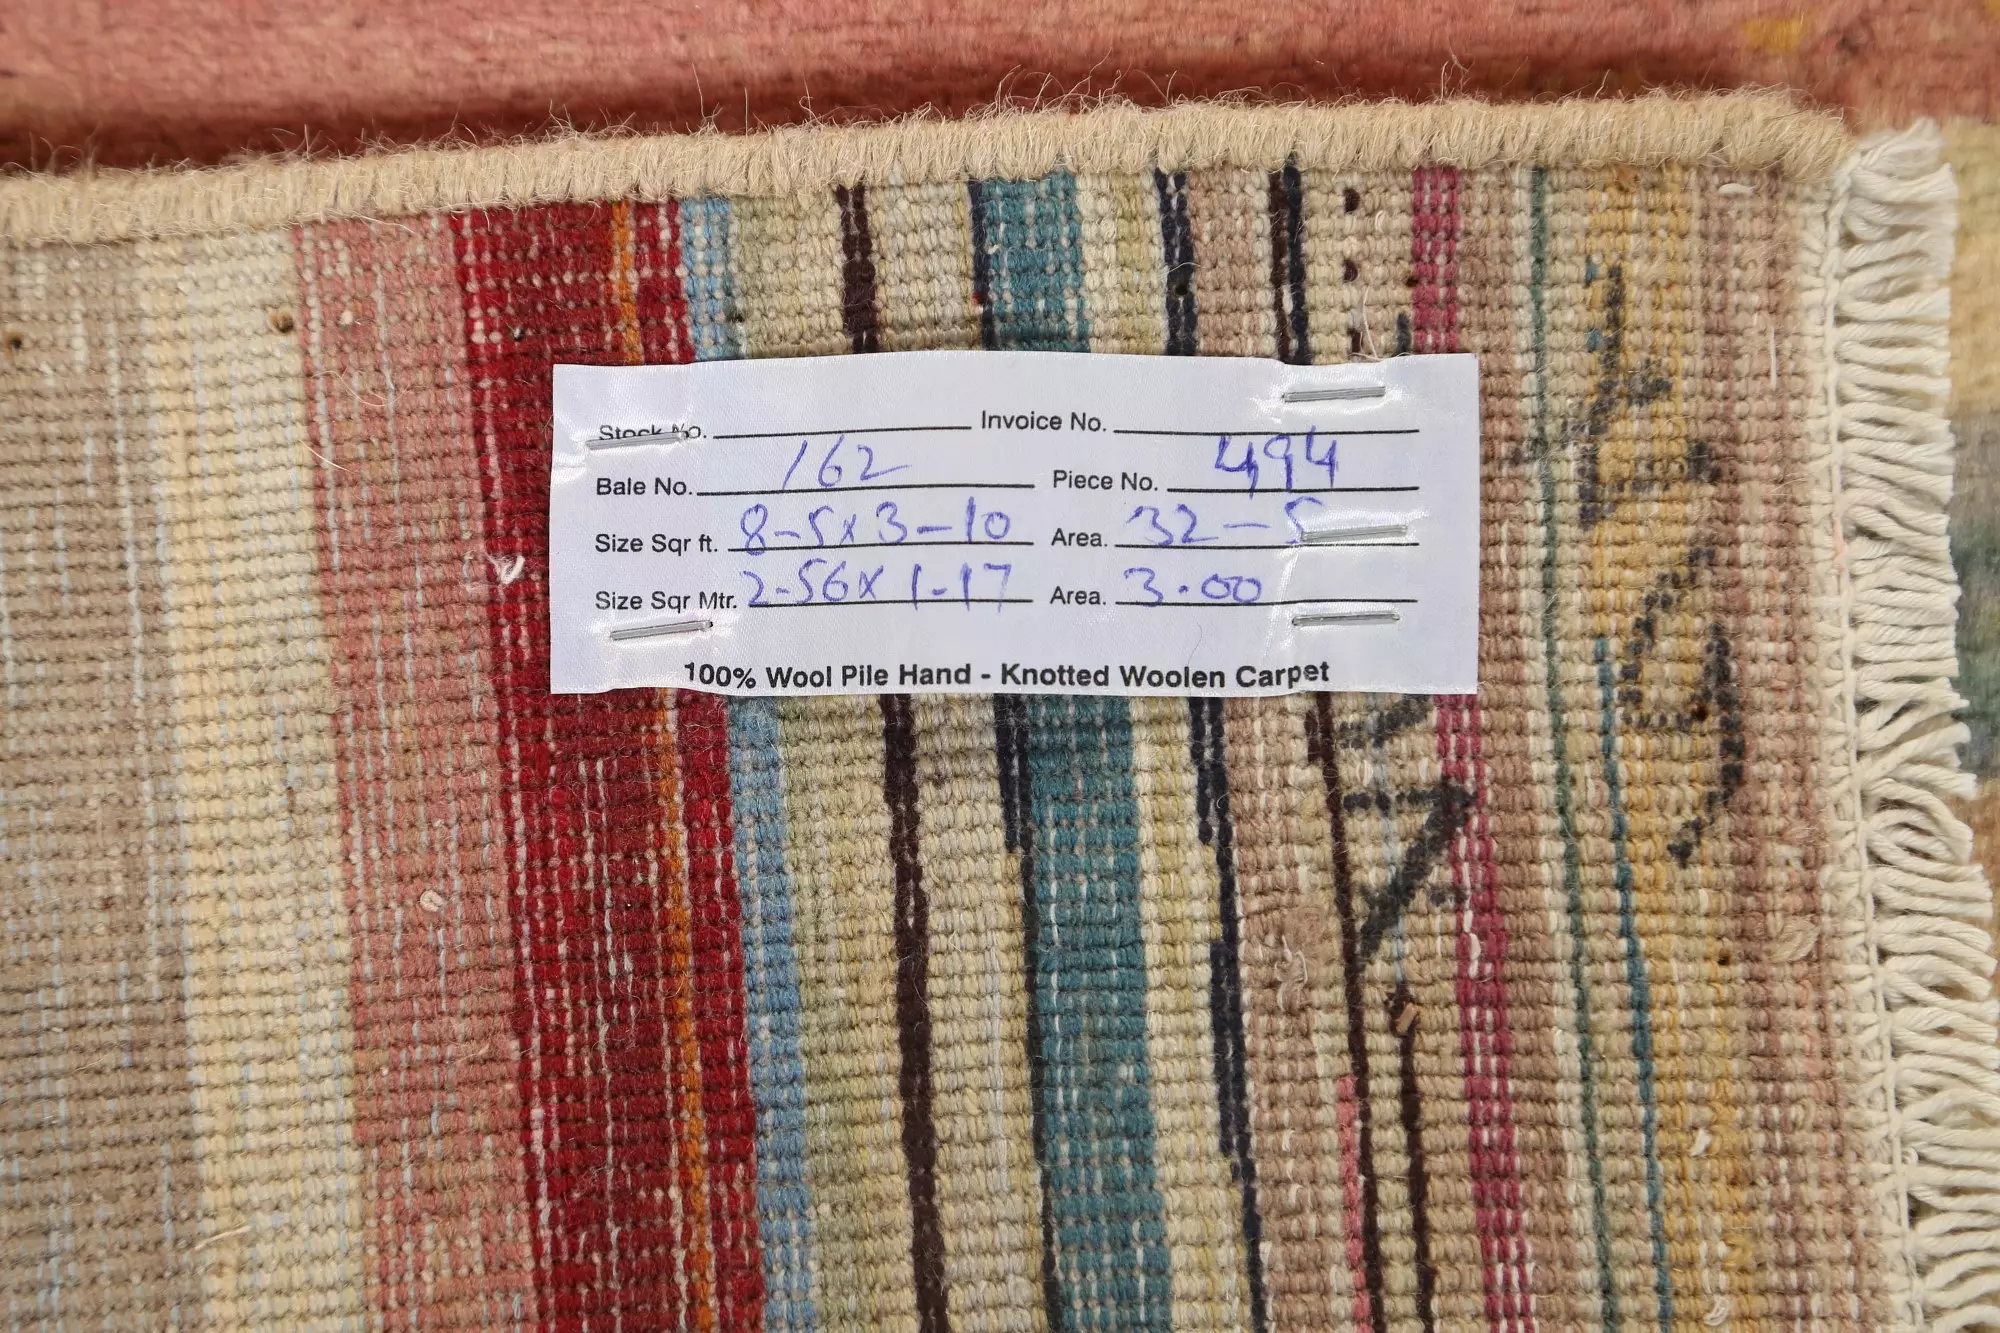 Stock No. Invoice No.
Bale No. 162 Piece No. 494
Size Sqr ft. 8-5x3-10 Area. 32-5
Size Sqr Mtr. 2-56x1-17 Area. 3.00
100% Wool Pile Hand - Knotted Woolen Carpet